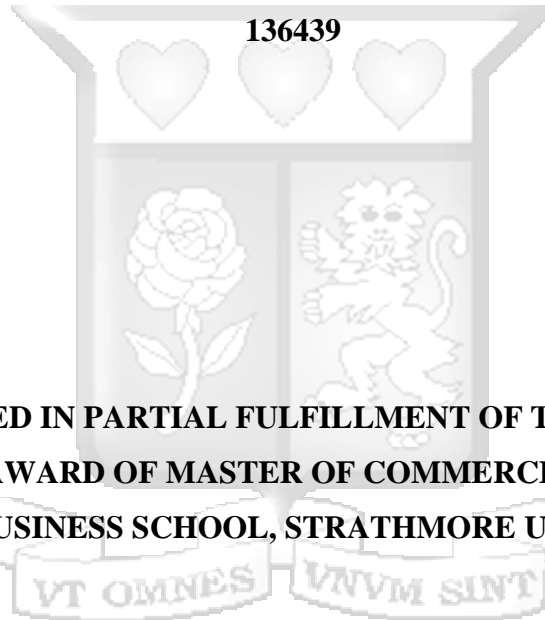 136439
ED IN PARTIAL FULFILLMENT OF T
AWARD OF MASTER OF COMMERC
USINESS SCHOOL, STRATHMORE U
VT OMNES VNVM SINT